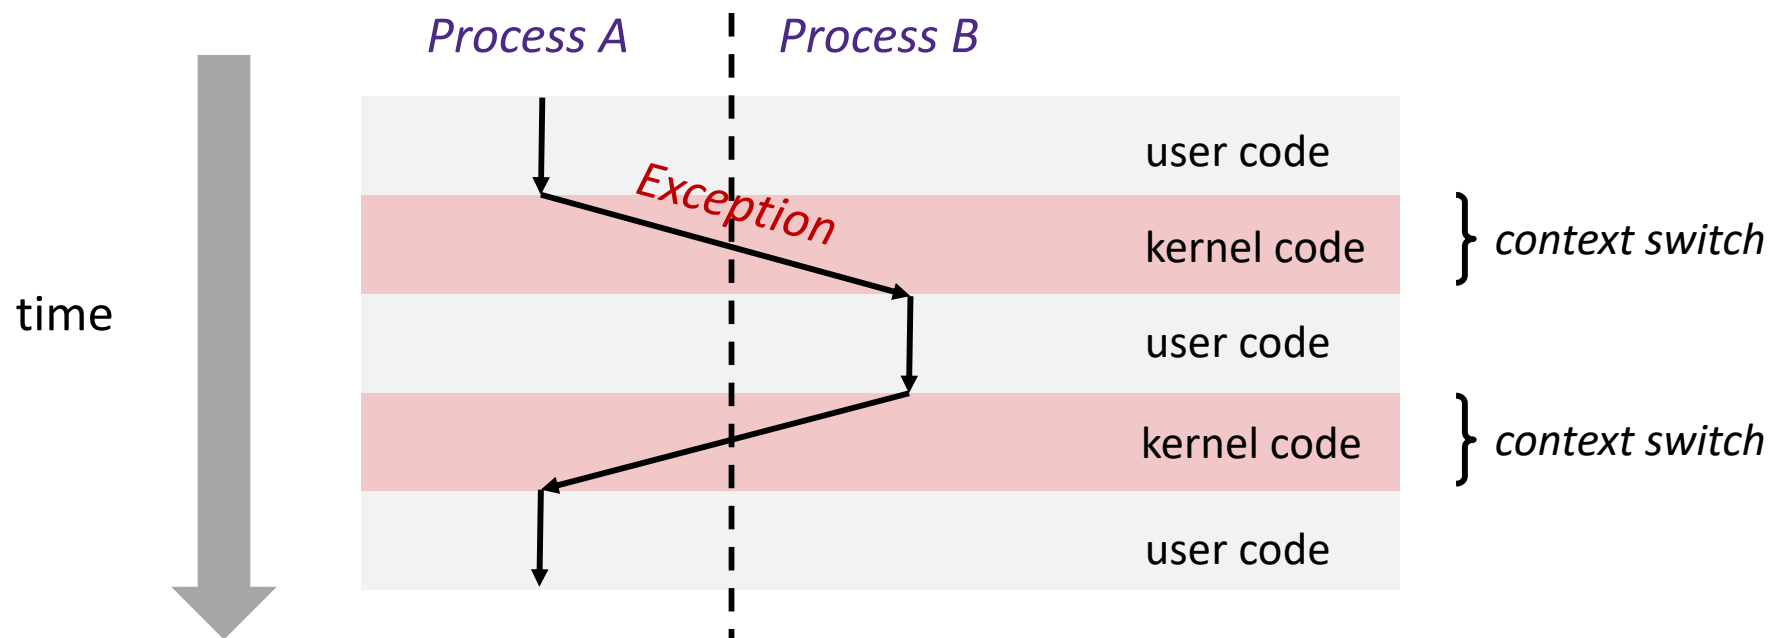 Process A
Process B
user code
Exception
kernel code
context switch
time
user code
kernel code
context switch
user code